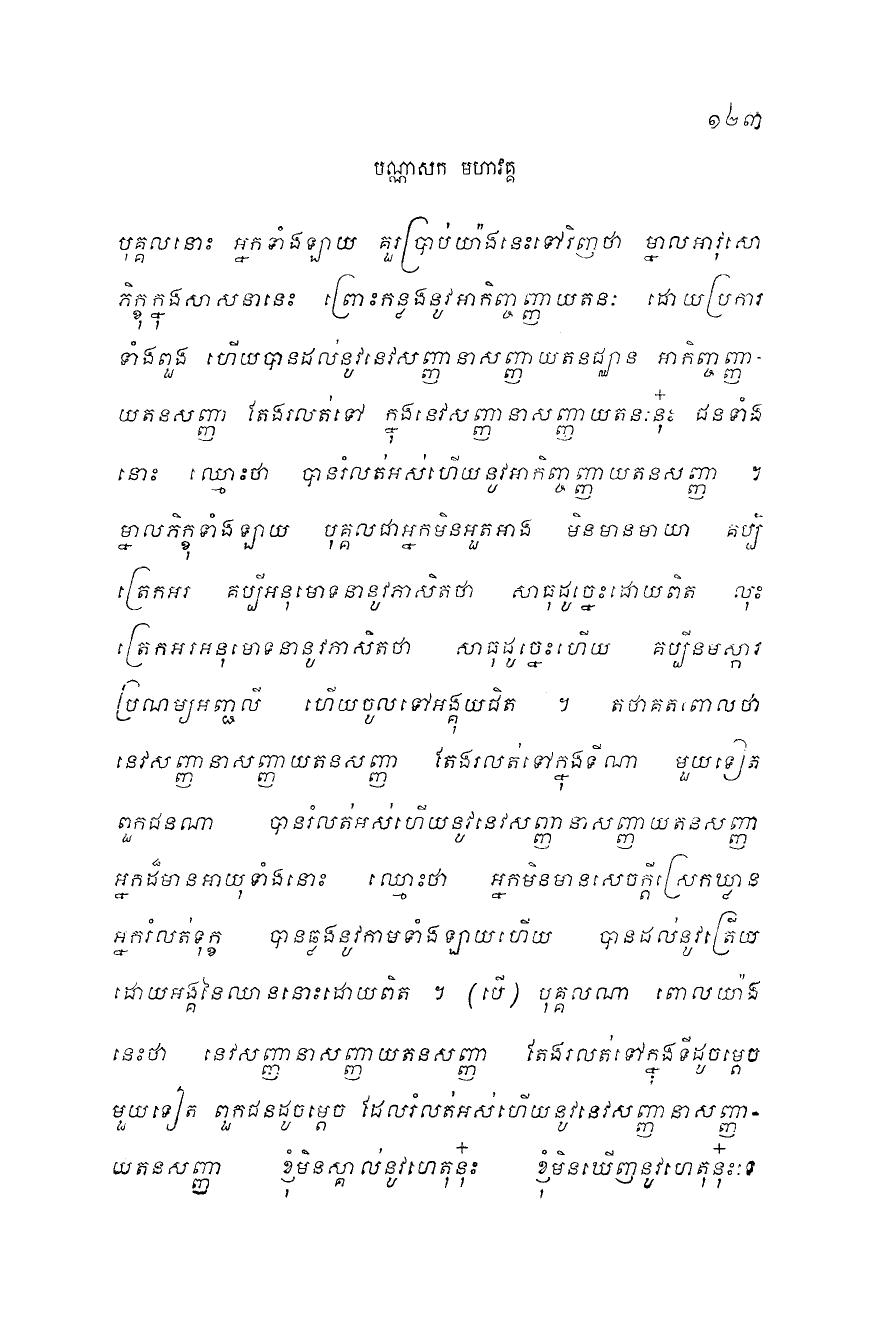 ១២៣
បណ្ណាសក មហាវគ្គ
បុគ្គលនោះ អ្នកទាំងឡាយ គួរប្រាប់យ៉ាងនេះទៅវិញថា ម្នាលអាវុសោ
ភិក្ខុក្នុងសាសនានេះ ព្រោះកន្លងនូវអាកិញ្ចញ្ញាយតនៈ ដោយប្រការ
ទាំងពួង ហើយបានដល់នូវនេវសញ្ញានាសញ្ញាយតនជ្ឈាន អាកិញ្ចញ្ញា-
យតនសញ្ញា តែងរលត់ទៅ ក្នុងនេវសញ្ញានាសញ្ញាយតនៈនុ៎ះ ជនទាំង
នោះ ឈ្មោះថា បានរំលត់អស់ហើយនូវអាកិញ្ចញ្ញាយតនសញ្ញា ។
ម្នាលភិក្ខុទាំងឡាយ បុគ្គលជាអ្នកមិនអួតអាង មិនមានមាយា គប្បី
ត្រេកអរ គប្បីអនុមោទនានូវភាសិតថា សាធុដូច្នេះដោយពិត លុះ
ត្រេកអរអនុមោទនានូវភាសិតថា សាធុដូច្នេះហើយ គប្បីនមស្ការ
ប្រណម្យអញ្ជលី ហើយចូលទៅអង្គុយជិត ។ តថាគតពោលថា
នេវសញ្ញានាសញ្ញាយតនសញ្ញា តែងរលត់ទៅក្នុងទីណា មួយទៀត
ពួកជនណា បានរំលត់អស់ហើយនូវនេវសញ្ញានាសញ្ញាយតនសញ្ញា
អ្នកដ៏មានអាយុទាំងនោះ ឈ្មោះថា អ្នកមិនមានសេចក្តីស្រេកឃ្លាន
អ្នករំលត់ទុក្ខ បានឆ្លងនូវកាមទាំងឡាយហើយ បានដល់នូវត្រើយ
ដោយអង្គនៃឈាននោះដោយពិត ។ (បើ) បុគ្គលណា ពោលយ៉ាង
នេះថា នេវសញ្ញានាសញ្ញាយតនសញ្ញា តែងរលត់ទៅក្នុងទីដូចម្តេច
មួយទៀត ពួកជនដូចម្តេច ដែលរំលត់អស់ហើយនូវនេវសញ្ញានាសញ្ញា-
យតនសញ្ញា ខ្ញុំមិនស្គាល់នូវហេតុនុ៎ះ ខ្ញុំមិនឃើញនូវហេតុនុ៎ះទេ